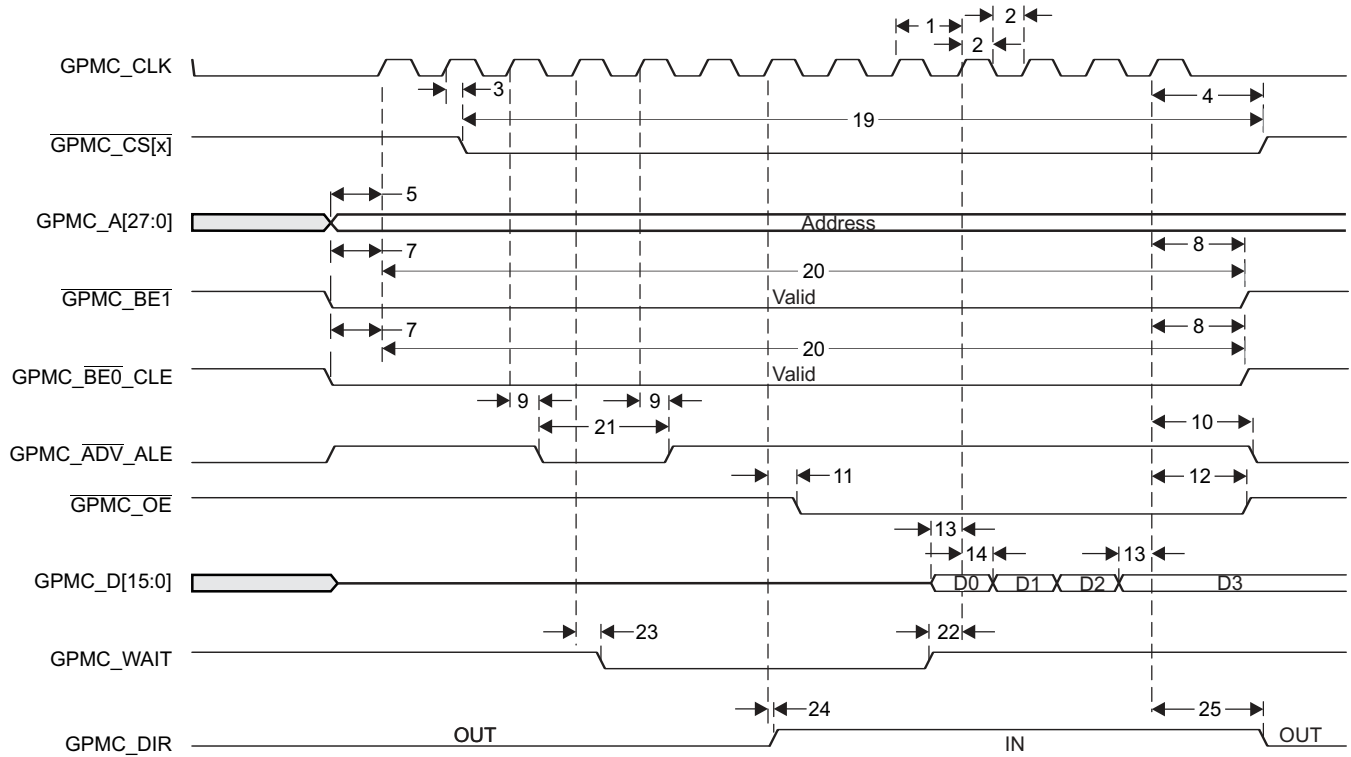 1 2
2
GPMC_CLK
3 4
19
GPMC_CS[x]
5
GPMC_A[27:0] Address
7 8
20
GPMC_BE1 Valid
7 8
20
GPMC_BE0_CLE Valid
9 9
21 10
GPMC_ADV_ALE
11 12
GPMC_OE
13
14 13
GPMC_D[15:0] D0 D1 D2 D3
23 22
GPMC_WAIT
24 25
GPMC_DIR OUT IN OUT